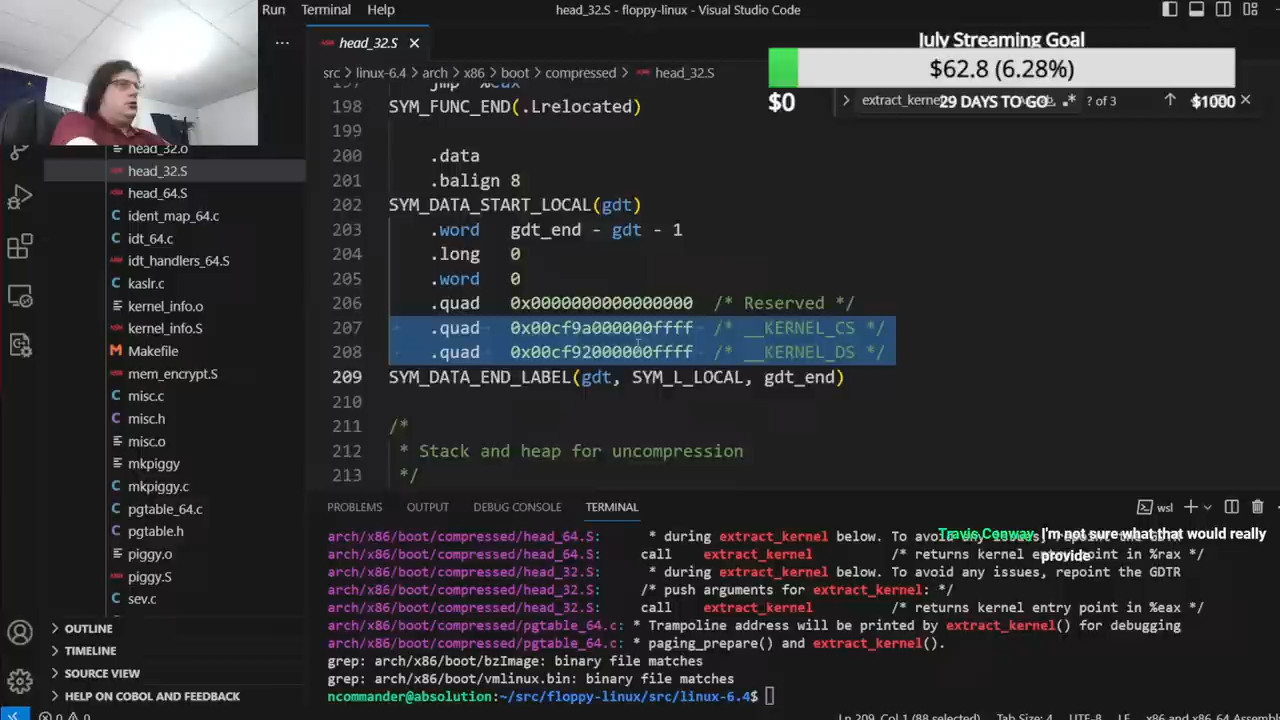 Run Terminal Help
head_32.S - floppy-linux - Visual Studio Code
head_32.S
July Streaming Goal
$62.8 (6.28%)
$0
29 DAYS TO GO
$1000
src > linux-6.4 > arch > x86 > boot > compressed > head_32.S
? of 3
198 SYM_FUNC_END(.Lrelocated)
199
200 .data
201 .balign 8
202 SYM_DATA_START_LOCAL(gdt)
203 .word gdt_end - gdt - 1
204 .long 0
205 .word 0
206 .quad 0x0000000000000000 /* Reserved */
207 .quad 0x00cf9a000000ffff /* __KERNEL_CS */
208 .quad 0x00cf92000000ffff /* __KERNEL_DS */
209 SYM_DATA_END_LABEL(gdt, SYM_L_LOCAL, gdt_end)
210
211 /*
212 * Stack and heap for uncompression
213 */
head_32.o
head_32.S
head_64.S
ident_map_64.c
idt_64.c
idt_handlers_64.S
kaslr.c
kernel_info.o
kernel_info.S
Makefile
mem_encrypt.S
misc.c
misc.h
misc.o
mkpiggy
mkpiggy.c
pgtable_64.c
pgtable.h
piggy.o
piggy.S
sev.c
OUTLINE
TIMELINE
SOURCE VIEW
HELP ON COBOL AND FEEDBACK
PROBLEMS OUTPUT DEBUG CONSOLE TERMINAL
wsl
Travis Conway I'm not sure what that would really
provide
arch/x86/boot/compressed/head_64.S: * during extract_kernel below. To avoid
arch/x86/boot/compressed/head_64.S: call extract_kernel /* returns kernel entry point in %rax */
arch/x86/boot/compressed/head_32.S: * during extract_kernel below. To avoid any issues, repoint the GDTR
arch/x86/boot/compressed/head_32.S: /* push arguments for extract_kernel: */
arch/x86/boot/compressed/head_32.S: call extract_kernel /* returns kernel entry point in %eax */
arch/x86/boot/compressed/pgtable_64.c: * Trampoline address will be printed by extract_kernel() for debugging
arch/x86/boot/compressed/pgtable_64.c: * paging_prepare() and extract_kernel().
grep: arch/x86/boot/bzImage: binary file matches
grep: arch/x86/boot/vmlinux.bin: binary file matches
ncommander@absolution:~/src/floppy-linux/src/linux-6.4$